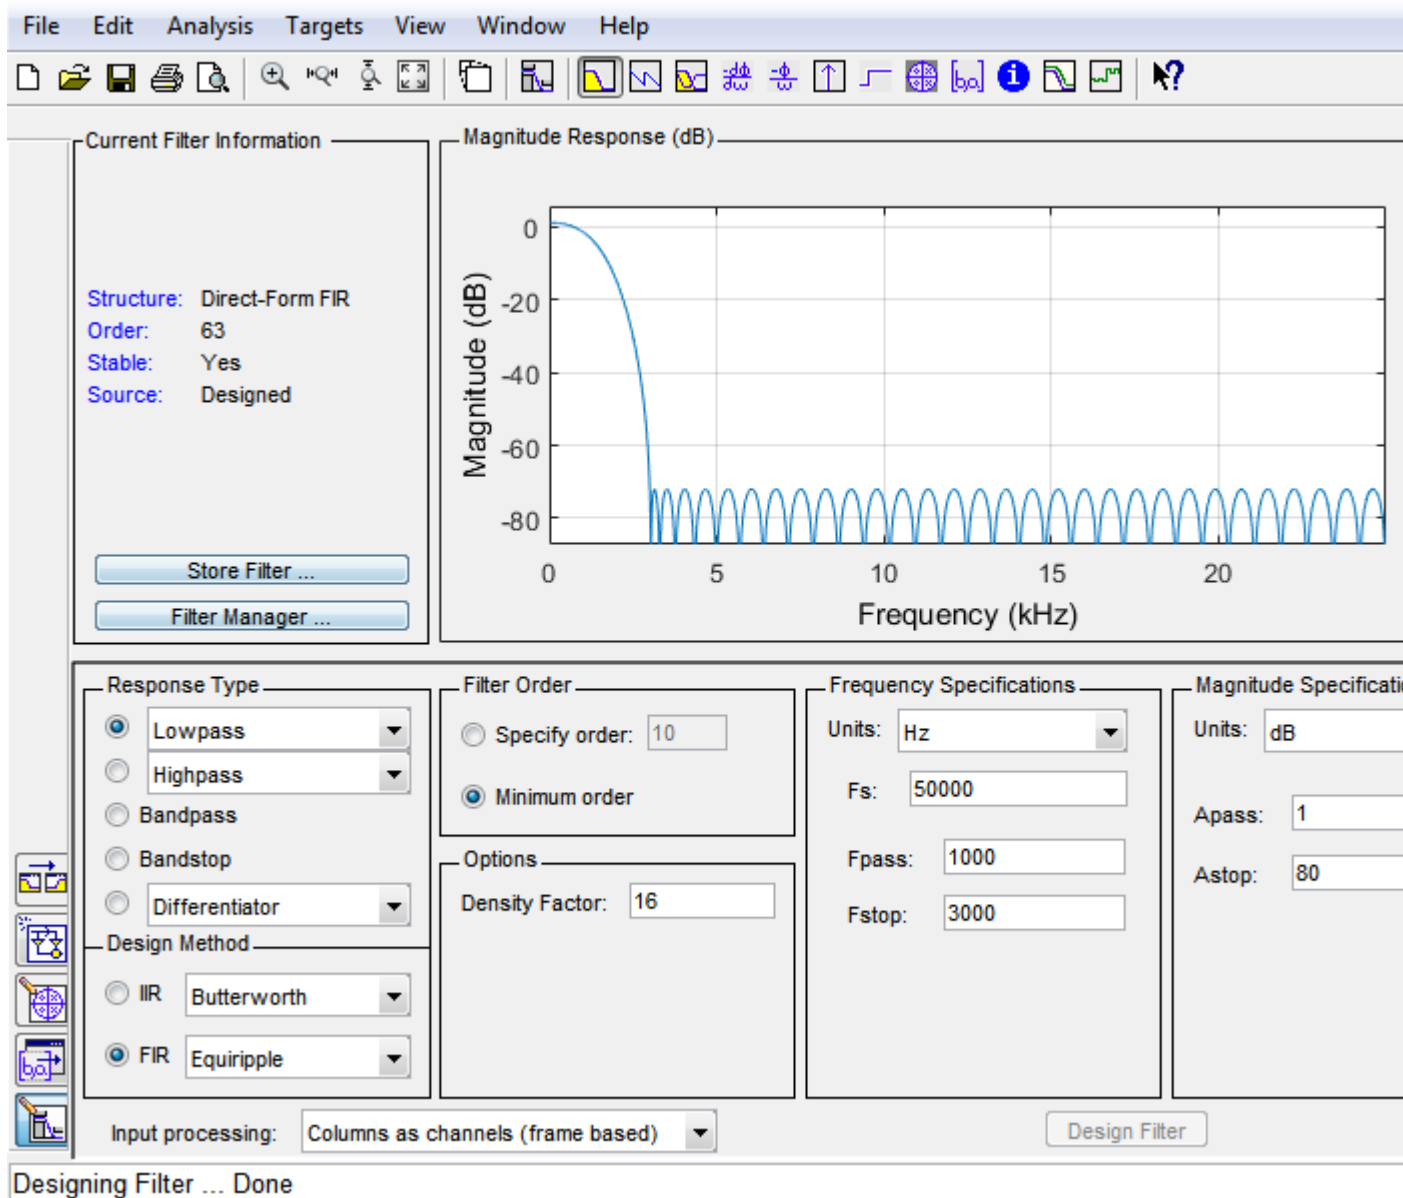 File Edit Analysis Targets View Window Help
Current Filter Information
Structure: Direct-Form FIR
Order: 63
Stable: Yes
Source: Designed
Store Filter ...
Filter Manager ...
Magnitude Response (dB)
Magnitude (dB)
0
-20
-40
-60
-80
0 5 10 15 20
Frequency (kHz)
Response Type
Lowpass
Highpass
Bandpass
Bandstop
Differentiator
Design Method
IIR Butterworth
FIR Equiripple
Filter Order
Specify order: 10
Minimum order
Options
Density Factor: 16
Frequency Specifications
Units: Hz
Fs: 50000
Fpass: 1000
Fstop: 3000
Magnitude Specificati
Units: dB
Apass: 1
Astop: 80
Input processing: Columns as channels (frame based)
Design Filter
Designing Filter ... Done